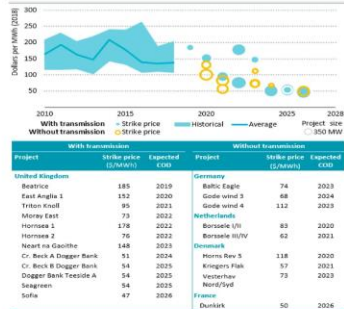 Dollars per MWh (2018)
300
250
200
150
100
50
2010
2015
2020
2025
With transmission
Strike price
Historical
Average
Project size
Without transmission
Strike price
350 MW
With transmission
Without transmission
Project
Strike price ($/MWh)
Expected COD
Project
Strike price ($/MWh)
Expected COD
United Kingdom
Germany
Beatrice 185 2019
Baltic Eagle 74 2023
East Anglia 1 152 2020
Gode wind 3 68 2024
Triton Knoll 95 2021
Gode wind 4 112 2023
Moray East 73 2022
Netherlands
Hornsea 1 178 2022
Borssele I/II 83 2020
Hornsea 2 76 2022
Borssele III/IV 62 2021
Neart na Gaoithe 148 2023
Denmark
Cr. Beck A Dogger Bank 51 2024
Horns Rev 5 118 2020
Cr. Beck B Dogger Bank 54 2025
Kriegers Flak 57 2021
Dogger Bank Teeside A 54 2025
Vesterhav Nord/Syd 73 2023
Seagreen 54 2025
France
Sofia 47 2026
Dunkirk 50 2026